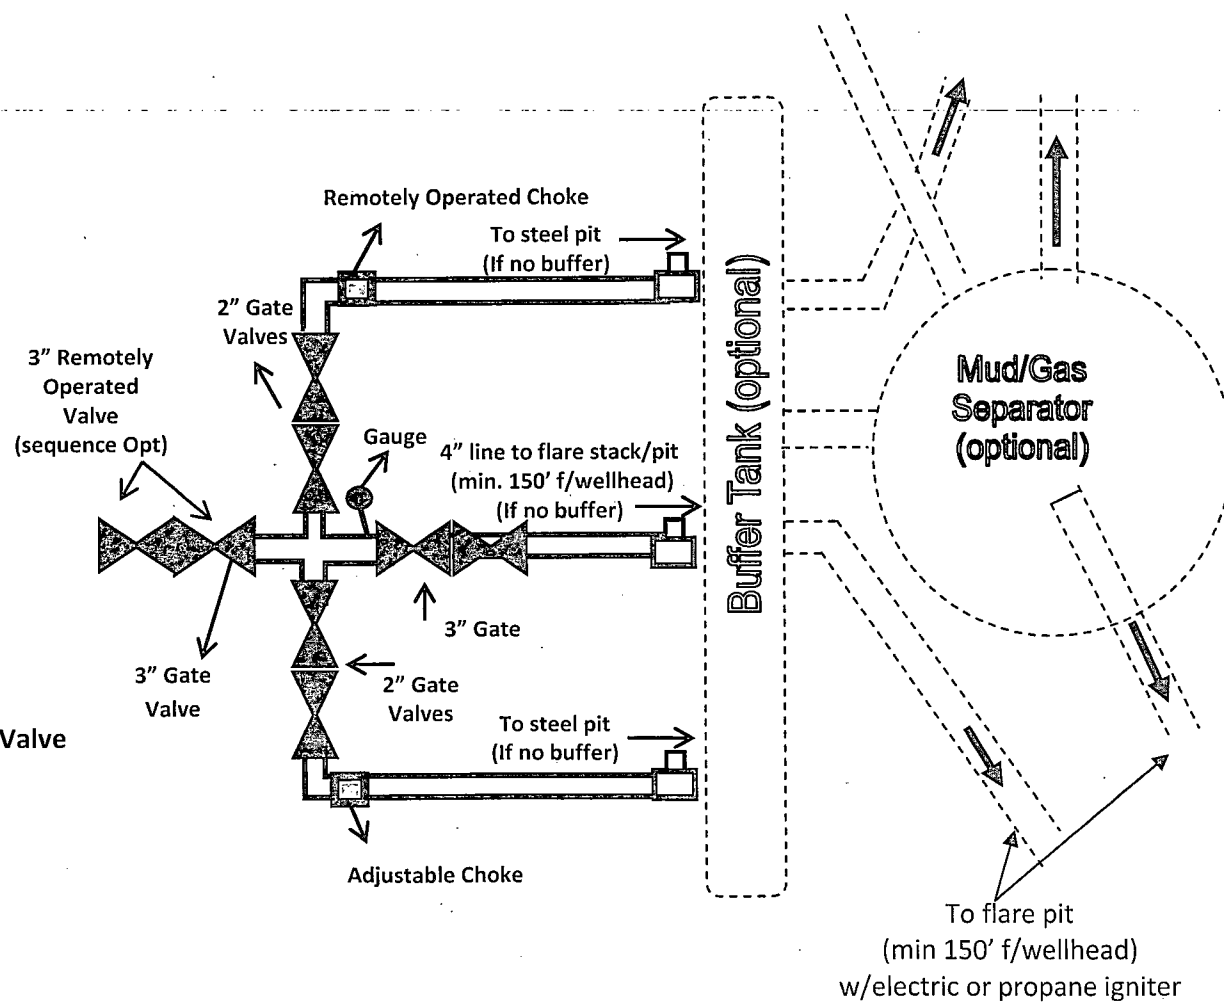 Remotely Operated Choke
To steel pit
(If no buffer)
2” Gate
Valves
3” Remotely
Operated
Valve
(sequence Opt)
Gauge
4” line to flare stack/pit
(min. 150’ f/wellhead)
(If no buffer)
Buffer Tank (optional)
Mud/Gas
Separator
(optional)
3” Gate
3” Gate
Valve
2” Gate
Valves
Valve
To steel pit
(If no buffer)
Adjustable Choke
To flare pit
(min 150’ f/wellhead)
w/electric or propane igniter